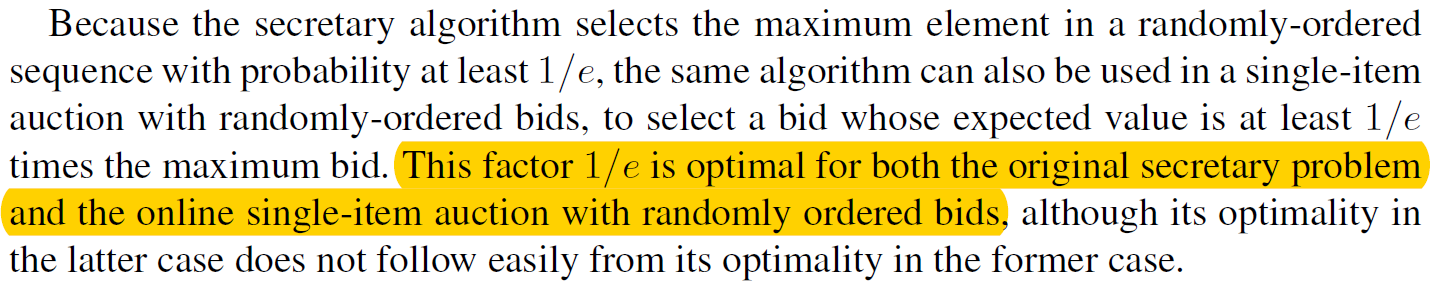 Because the secretary algorithm selects the maximum element in a randomly-ordered
sequence with probability at least 1/e, the same algorithm can also be used in a single-item
auction with randomly-ordered bids, to select a bid whose expected value is at least 1/e
times the maximum bid. This factor 1/e is optimal for both the original secretary problem
and the online single-item auction with randomly ordered bids, although its optimality in
the latter case does not follow easily from its optimality in the former case.